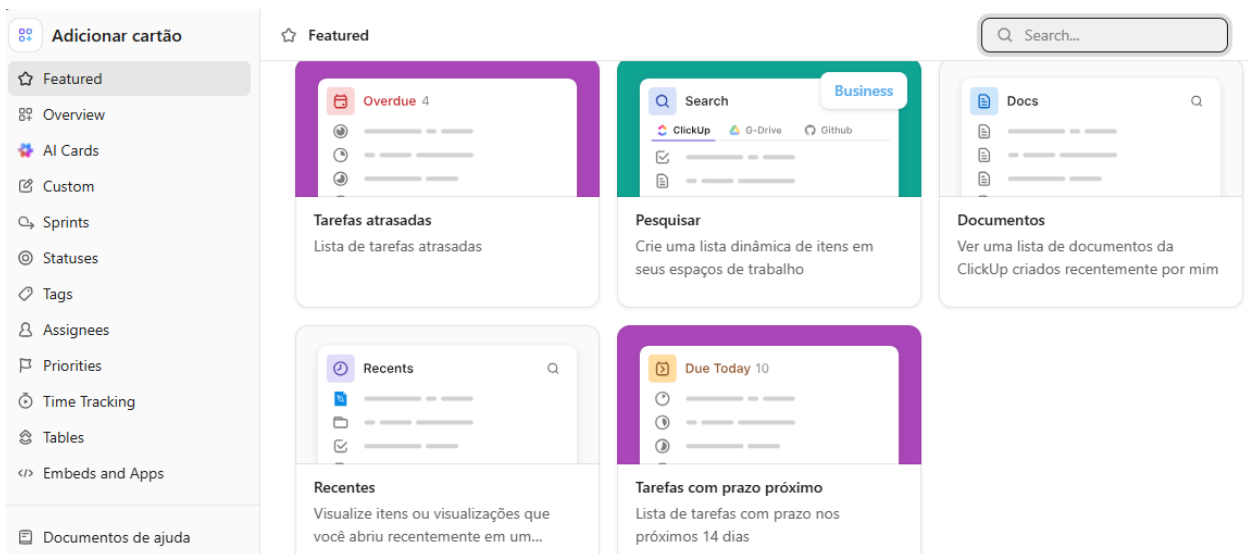 Adicionar cartão
Featured
Search...
Featured
Overview
AI Cards
Custom
Sprints
Statuses
Tags
Assignees
Priorities
Time Tracking
Tables
Embeds and Apps
Documentos de ajuda
Overdue 4
Tarefas atrasadas
Lista de tarefas atrasadas
Search
Business
ClickUp G-Drive Github
Pesquisar
Crie uma lista dinâmica de itens em
seus espaços de trabalho
Docs
Documentos
Ver uma lista de documentos da
ClickUp criados recentemente por mim
Recents
Recentes
Visualize itens ou visualizações que
você abriu recentemente em um...
Due Today 10
Tarefas com prazo próximo
Lista de tarefas com prazo nos
próximos 14 dias